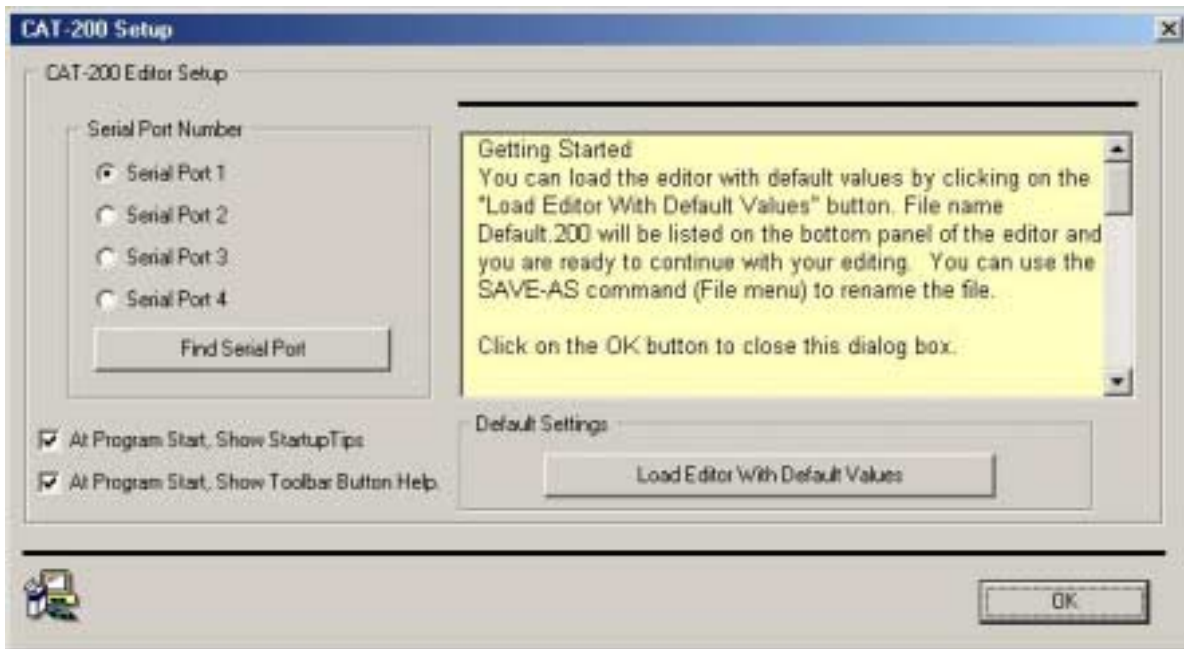 CAT-200 Setup
CAT-200 Editor Setup
Serial Port Number
Serial Port 1
Serial Port 2
Serial Port 3
Serial Port 4
Find Serial Port
At Program Start, Show StartupTips
At Program Start, Show Toolbar Button Help.
Getting Started
You can load the editor with default values by clicking on the
"Load Editor With Default Values" button. File name
Default.200 will be listed on the bottom panel of the editor and
you are ready to continue with your editing.  You can use the
SAVE-AS command (File menu) to rename the file.
Click on the OK button to close this dialog box.
Default Settings
Load Editor With Default Values
OK